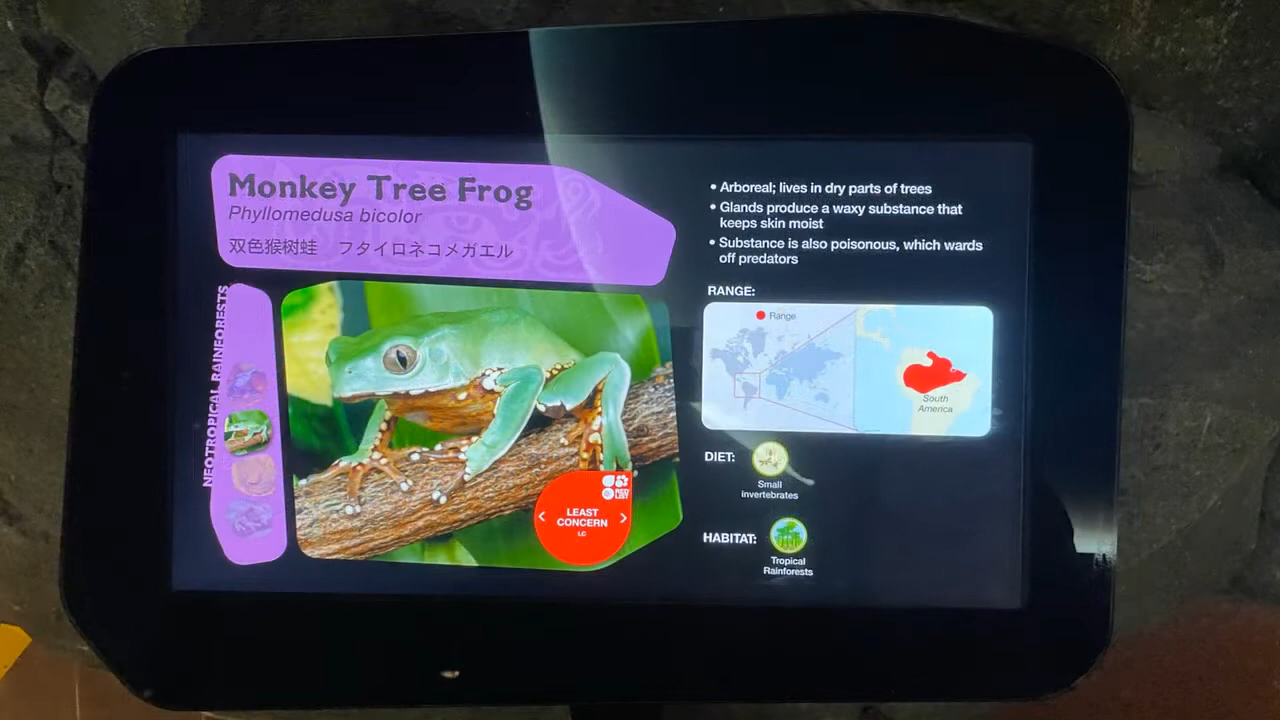 Monkey Tree Frog
Phyllomedusa bicolor
双色猴树蛙 フタイロネコメガエル
NEOTROPICAL RAINFORESTS
LEAST
CONCERN
LC
RED
LIST
• Arboreal; lives in dry parts of trees
• Glands produce a waxy substance that
keeps skin moist
• Substance is also poisonous, which wards
off predators
RANGE:
Range
South
America
DIET:
Small
invertebrates
HABITAT:
Tropical
Rainforests